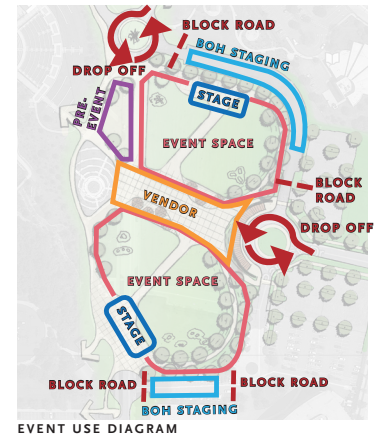 BLOCK ROAD
DROP OFF
BOH STAGING
PRE-
EVENT
STAGE
EVENT SPACE
BLOCK
ROAD
VENDOR
DROP OFF
EVENT SPACE
STAGE
BLOCK ROAD
BLOCK ROAD
BOH STAGING
EVENT USE DIAGRAM